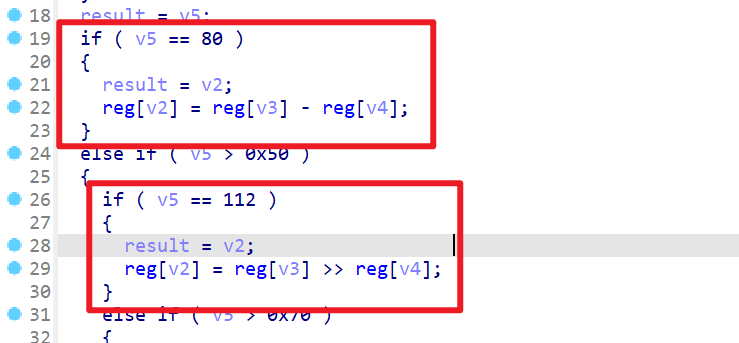 18 result = v5;
19 if ( v5 == 80 )
20 {
21 result = v2;
22 reg[v2] = reg[v3] - reg[v4];
23 }
24 else if ( v5 > 0x50 )
25 {
26 if ( v5 == 112 )
27 {
28 result = v2;
29 reg[v2] = reg[v3] >> reg[v4];
30 }
31 else if ( v5 > 0x70 )
32 {